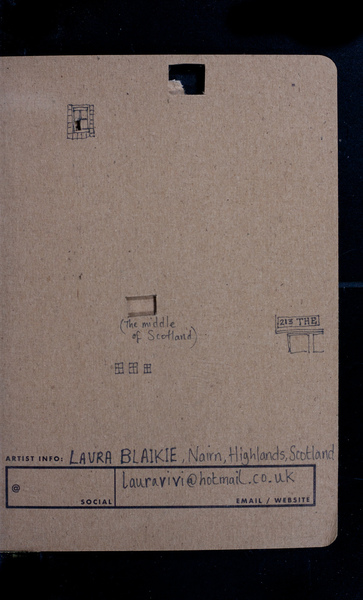 (The middle
of Scotland)
213 THE
ARTIST INFO: LAURA BLAIKIE, Nairn, Highlands, Scotland
lauravivi@hotmail.co.uk
@ SOCIAL EMAIL / WEBSITE